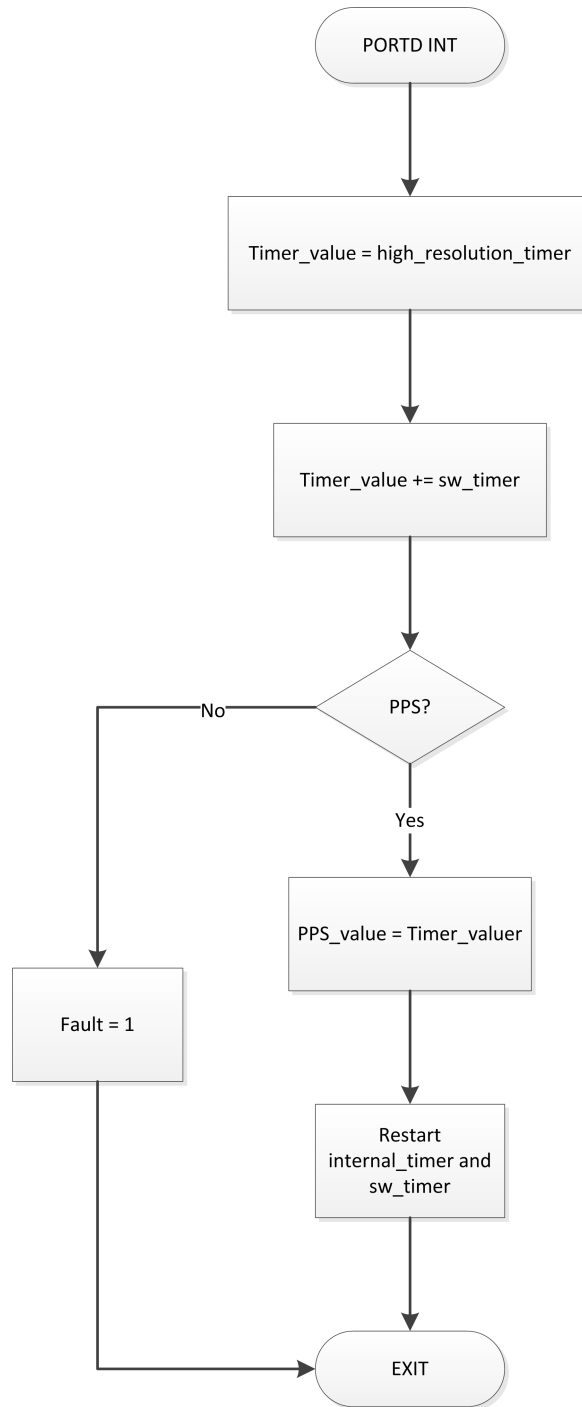 PORTD INT
Timer_value = high_resolution_timer
Timer_value += sw_timer
PPS?
No
Yes
PPS_value = Timer_valuer
Fault = 1
Restart
internal_timer and
sw_timer
EXIT